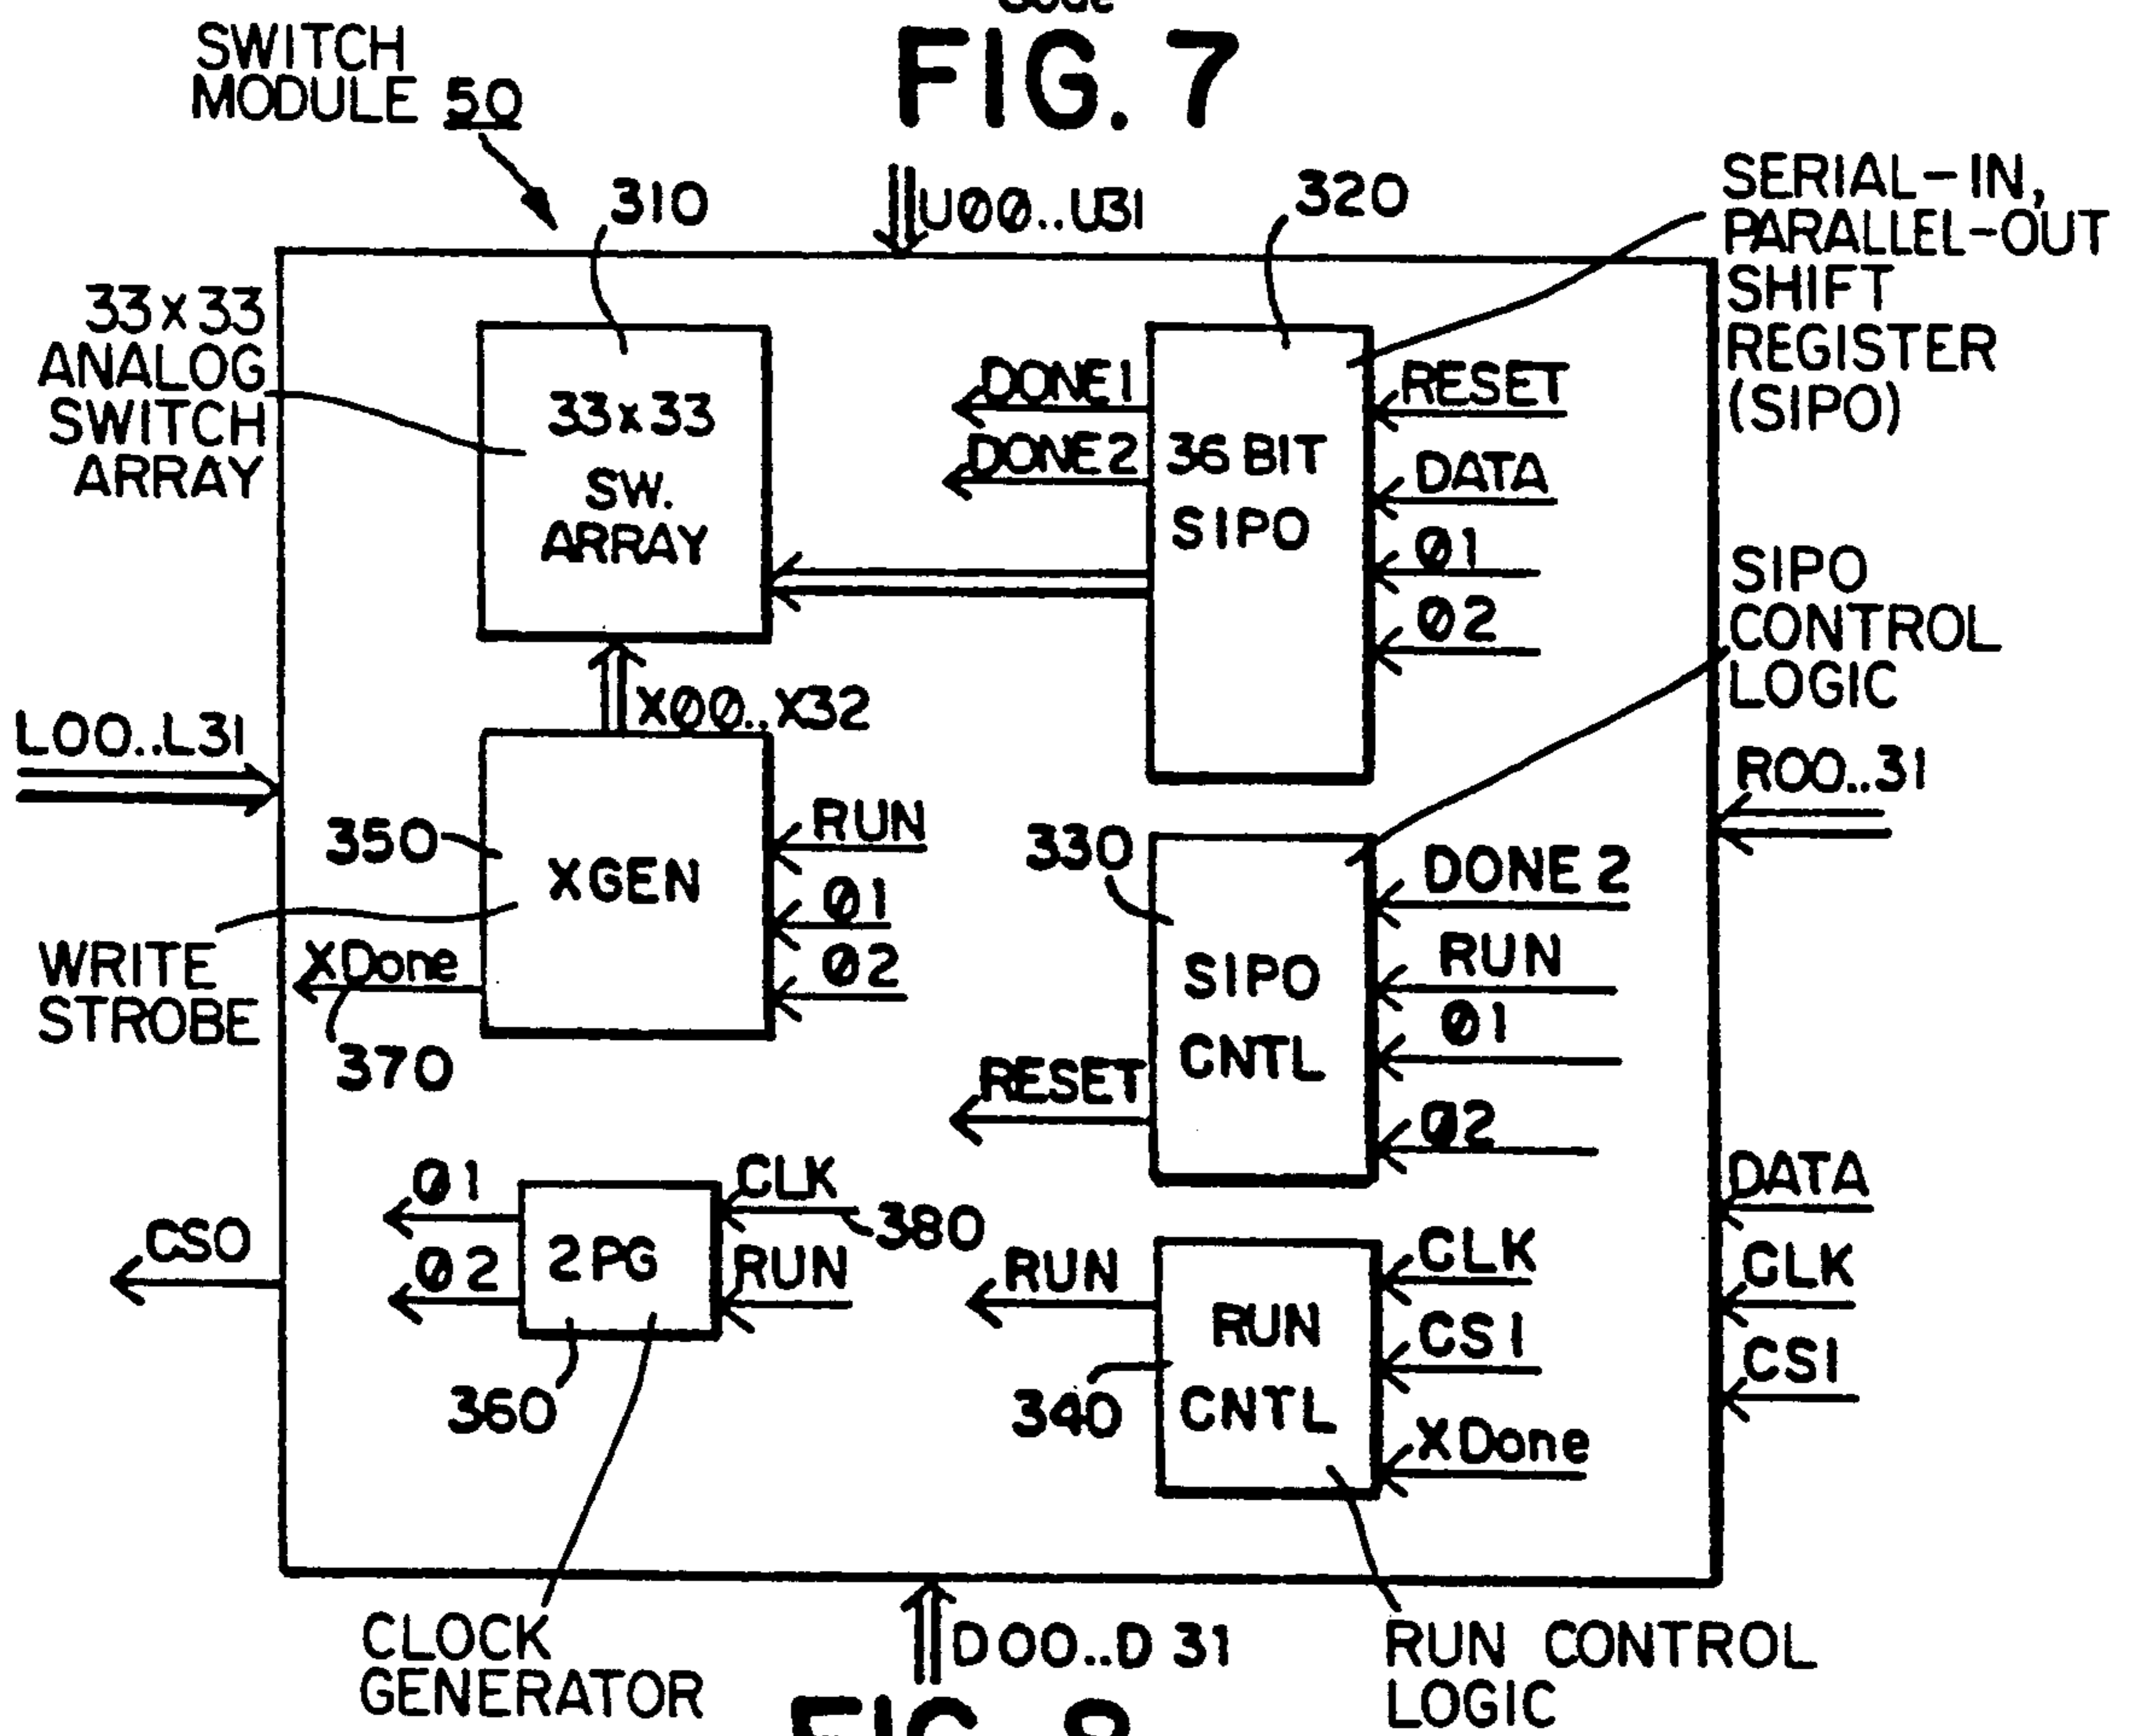 FIG. 7
SWITCH
MODULE 50
310
U00..U31
320
SERIAL-IN,
PARALLEL-OUT
SHIFT
REGISTER
(SIPO)
33x33
ANALOG
SWITCH
ARRAY
33x33
SW.
ARRAY
DONE1
DONE2
36 BIT
SIPO
RESET
DATA
Ø1
Ø2
SIPO
CONTROL
LOGIC
X00..X32
L00..L31
R00..31
350
XGEN
RUN
Ø1
Ø2
WRITE
STROBE
XDone
370
330
SIPO
CNTL
DONE 2
RUN
Ø1
Ø2
RESET
Ø1
Ø2
2PG
CLK
380
RUN
360
CSO
RUN
RUN
CNTL
340
CLK
CSI
XDone
DATA
CLK
CSI
CLOCK
GENERATOR
D00..D 31
RUN CONTROL
LOGIC